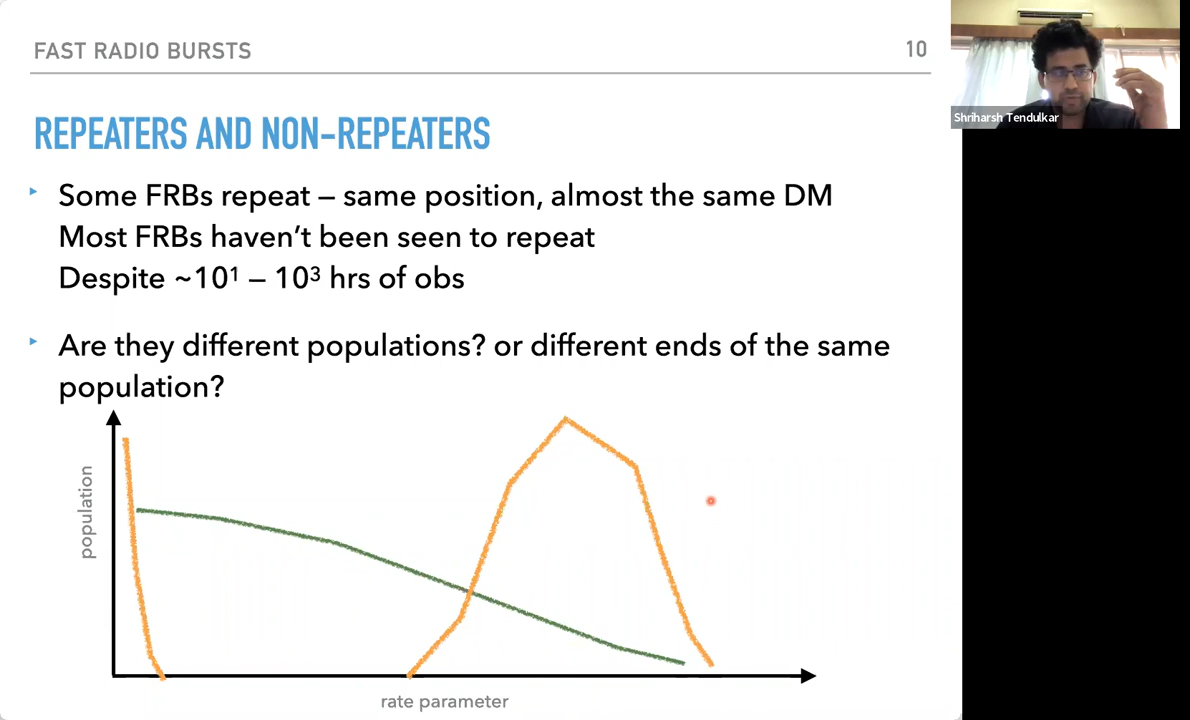 FAST RADIO BURSTS
10
Shriharsh Tendulkar
REPEATERS AND NON-REPEATERS
Some FRBs repeat – same position, almost the same DM
Most FRBs haven’t been seen to repeat
Despite ~10¹ – 10³ hrs of obs
Are they different populations? or different ends of the same
population?
population
rate parameter